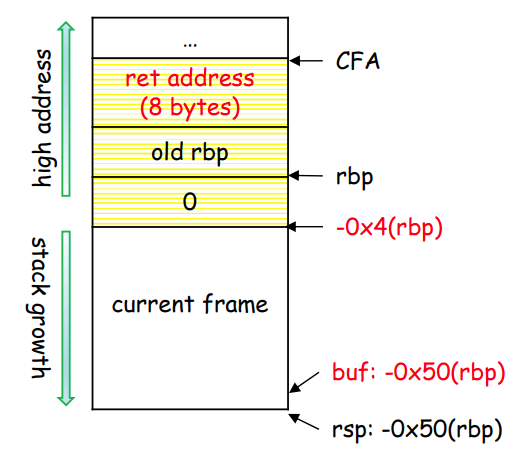 ...
CFA
ret address
(8 bytes)
high address
old rbp
rbp
0
-0x4(rbp)
stack growth
current frame
buf: -0x50(rbp)
rsp: -0x50(rbp)